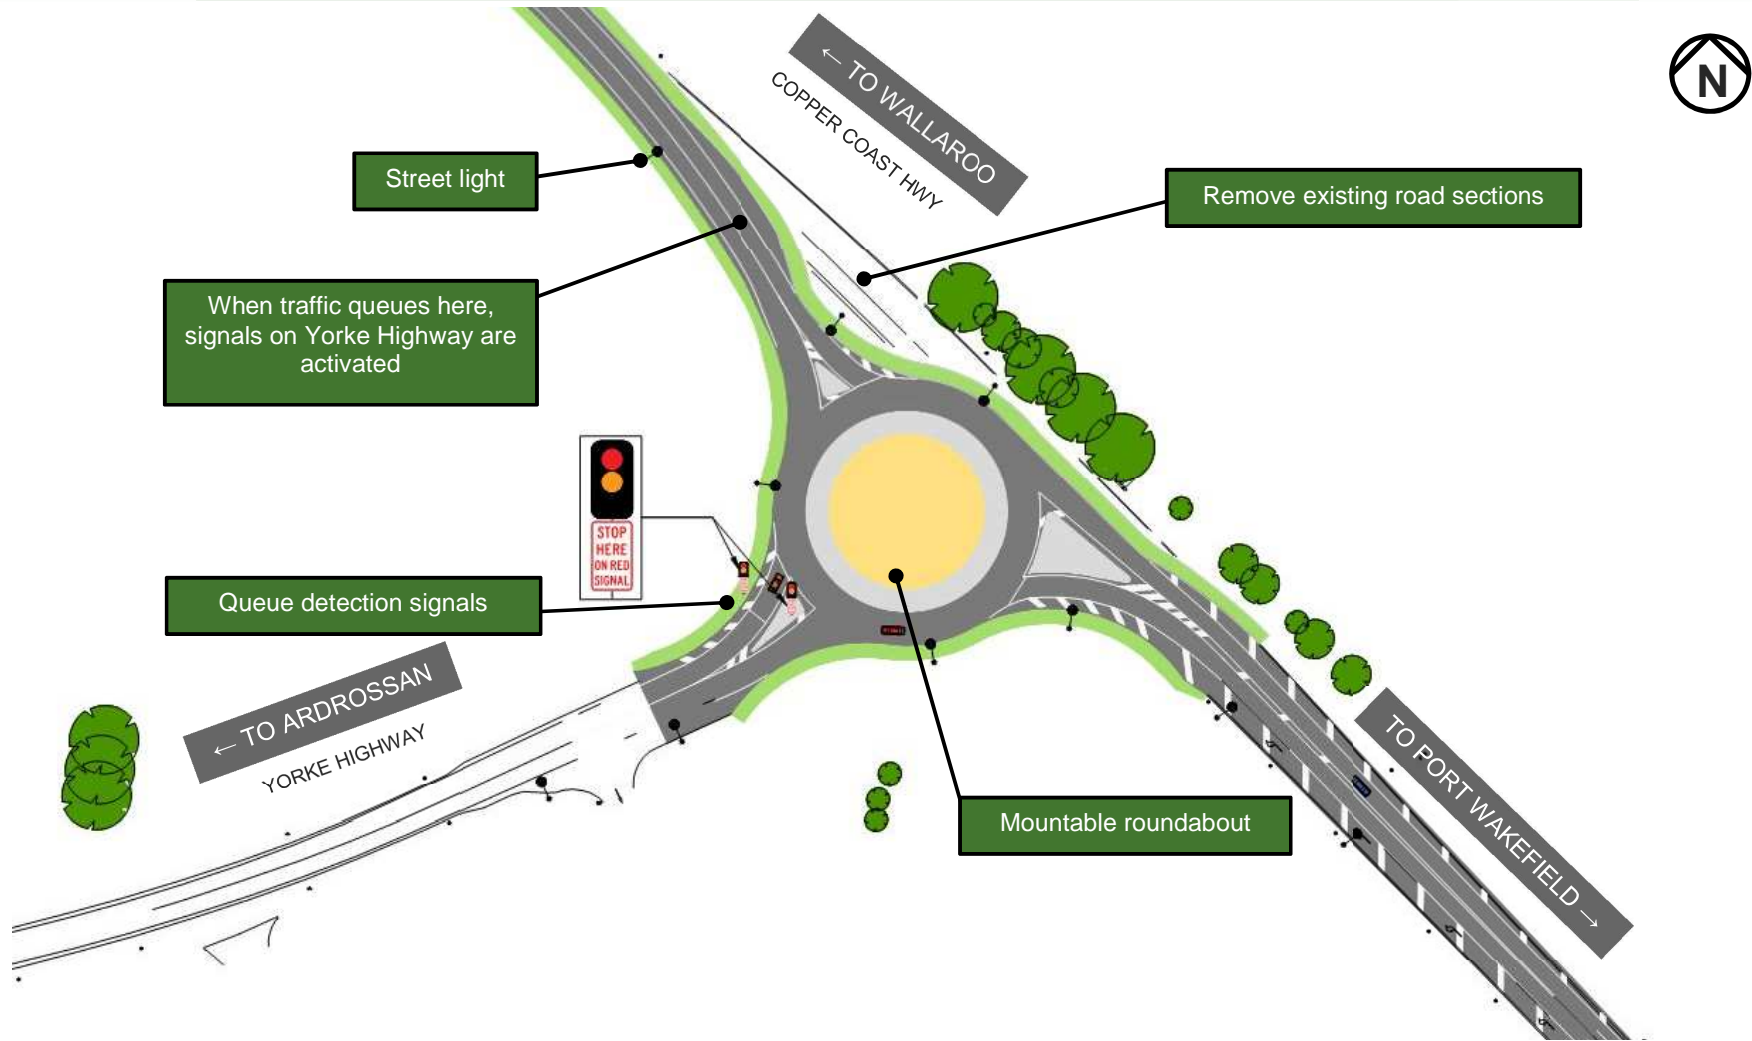 ← TO WALLAROO
COPPER COAST HWY
N
Street light
Remove existing road sections
When traffic queues here,
signals on Yorke Highway are
activated
STOP
HERE
ON RED
SIGNAL
Queue detection signals
← TO ARDROSSAN
YORKE HIGHWAY
Mountable roundabout
TO PORT WAKEFIELD →